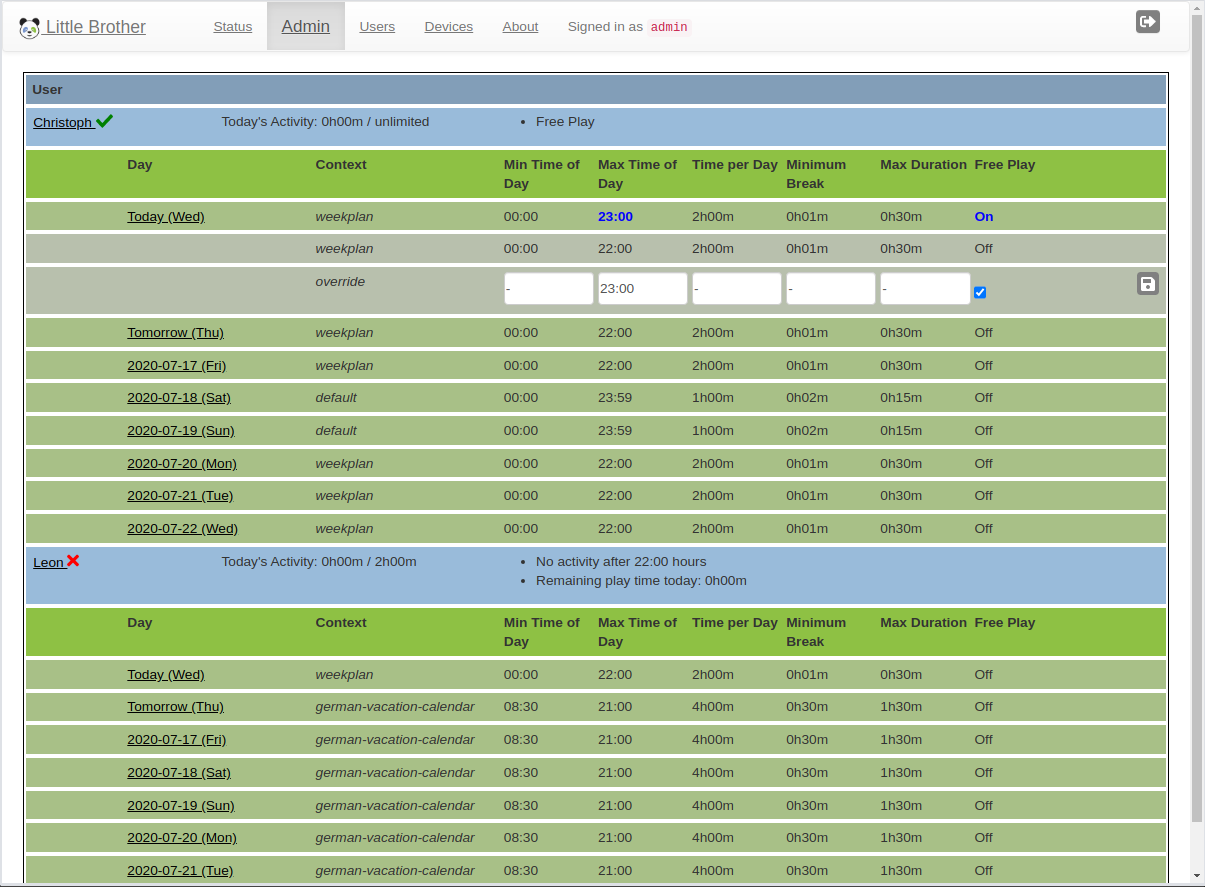 Little Brother Status Admin Users Devices About Signed in as admin
User
Christoph Today's Activity: 0h00m / unlimited • Free Play
Day Context Min Time of Day Max Time of Day Time per Day Minimum Break Max Duration Free Play
Today (Wed) weekplan 00:00 23:00 2h00m 0h01m 0h30m On
weekplan 00:00 22:00 2h00m 0h01m 0h30m Off
override - 23:00 - - -
Tomorrow (Thu) weekplan 00:00 22:00 2h00m 0h01m 0h30m Off
2020-07-17 (Fri) weekplan 00:00 22:00 2h00m 0h01m 0h30m Off
2020-07-18 (Sat) default 00:00 23:59 1h00m 0h02m 0h15m Off
2020-07-19 (Sun) default 00:00 23:59 1h00m 0h02m 0h15m Off
2020-07-20 (Mon) weekplan 00:00 22:00 2h00m 0h01m 0h30m Off
2020-07-21 (Tue) weekplan 00:00 22:00 2h00m 0h01m 0h30m Off
2020-07-22 (Wed) weekplan 00:00 22:00 2h00m 0h01m 0h30m Off
Leon Today's Activity: 0h00m / 2h00m • No activity after 22:00 hours
• Remaining play time today: 0h00m
Day Context Min Time of Day Max Time of Day Time per Day Minimum Break Max Duration Free Play
Today (Wed) weekplan 00:00 22:00 2h00m 0h01m 0h30m Off
Tomorrow (Thu) german-vacation-calendar 08:30 21:00 4h00m 0h30m 1h30m Off
2020-07-17 (Fri) german-vacation-calendar 08:30 21:00 4h00m 0h30m 1h30m Off
2020-07-18 (Sat) german-vacation-calendar 08:30 21:00 4h00m 0h30m 1h30m Off
2020-07-19 (Sun) german-vacation-calendar 08:30 21:00 4h00m 0h30m 1h30m Off
2020-07-20 (Mon) german-vacation-calendar 08:30 21:00 4h00m 0h30m 1h30m Off
2020-07-21 (Tue) german-vacation-calendar 08:30 21:00 4h00m 0h30m 1h30m Off